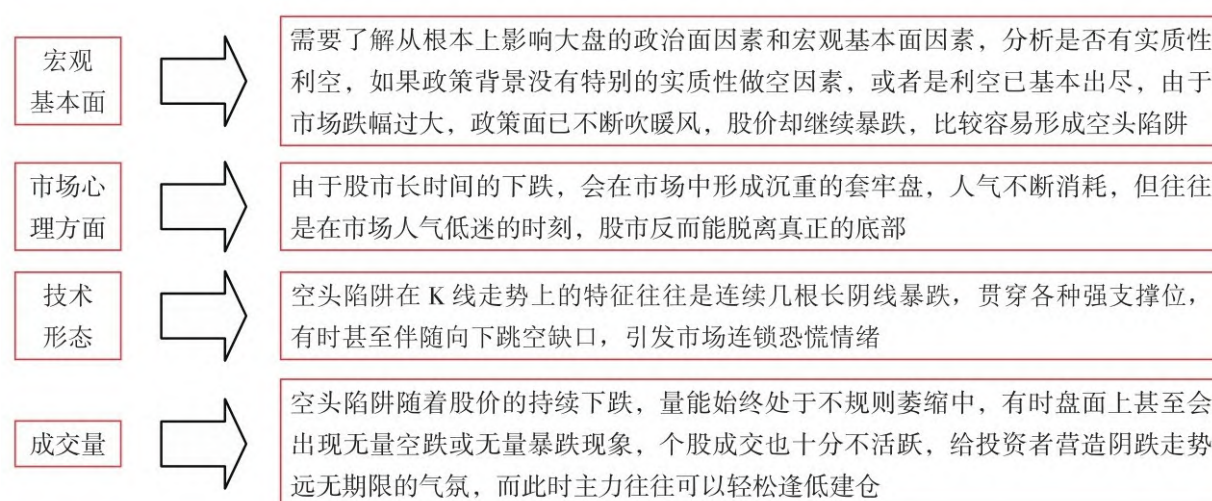 宏观
基本面
需要了解从根本上影响大盘的政治面因素和宏观基本面因素，分析是否有实质性
利空，如果政策背景没有特别的实质性做空因素，或者是利空已基本出尽，由于
市场跌幅过大，政策面已不断吹暖风，股价却继续暴跌，比较容易形成空头陷阱
市场心
理方面
由于股市长时间的下跌，会在市场中形成沉重的套牢盘，人气不断消耗，但往往
是在市场人气低迷的时刻，股市反而能脱离真正的底部
技术
形态
空头陷阱在 K 线走势上的特征往往是连续几根长阴线暴跌，贯穿各种强支撑位，
有时甚至伴随向下跳空缺口，引发市场连锁恐慌情绪
成交量
空头陷阱随着股价的持续下跌，量能始终处于不规则萎缩中，有时盘面上甚至会
出现无量空跌或无量暴跌现象，个股成交也十分不活跃，给投资者营造阴跌走势
远无期限的气氛，而此时主力往往可以轻松逢低建仓